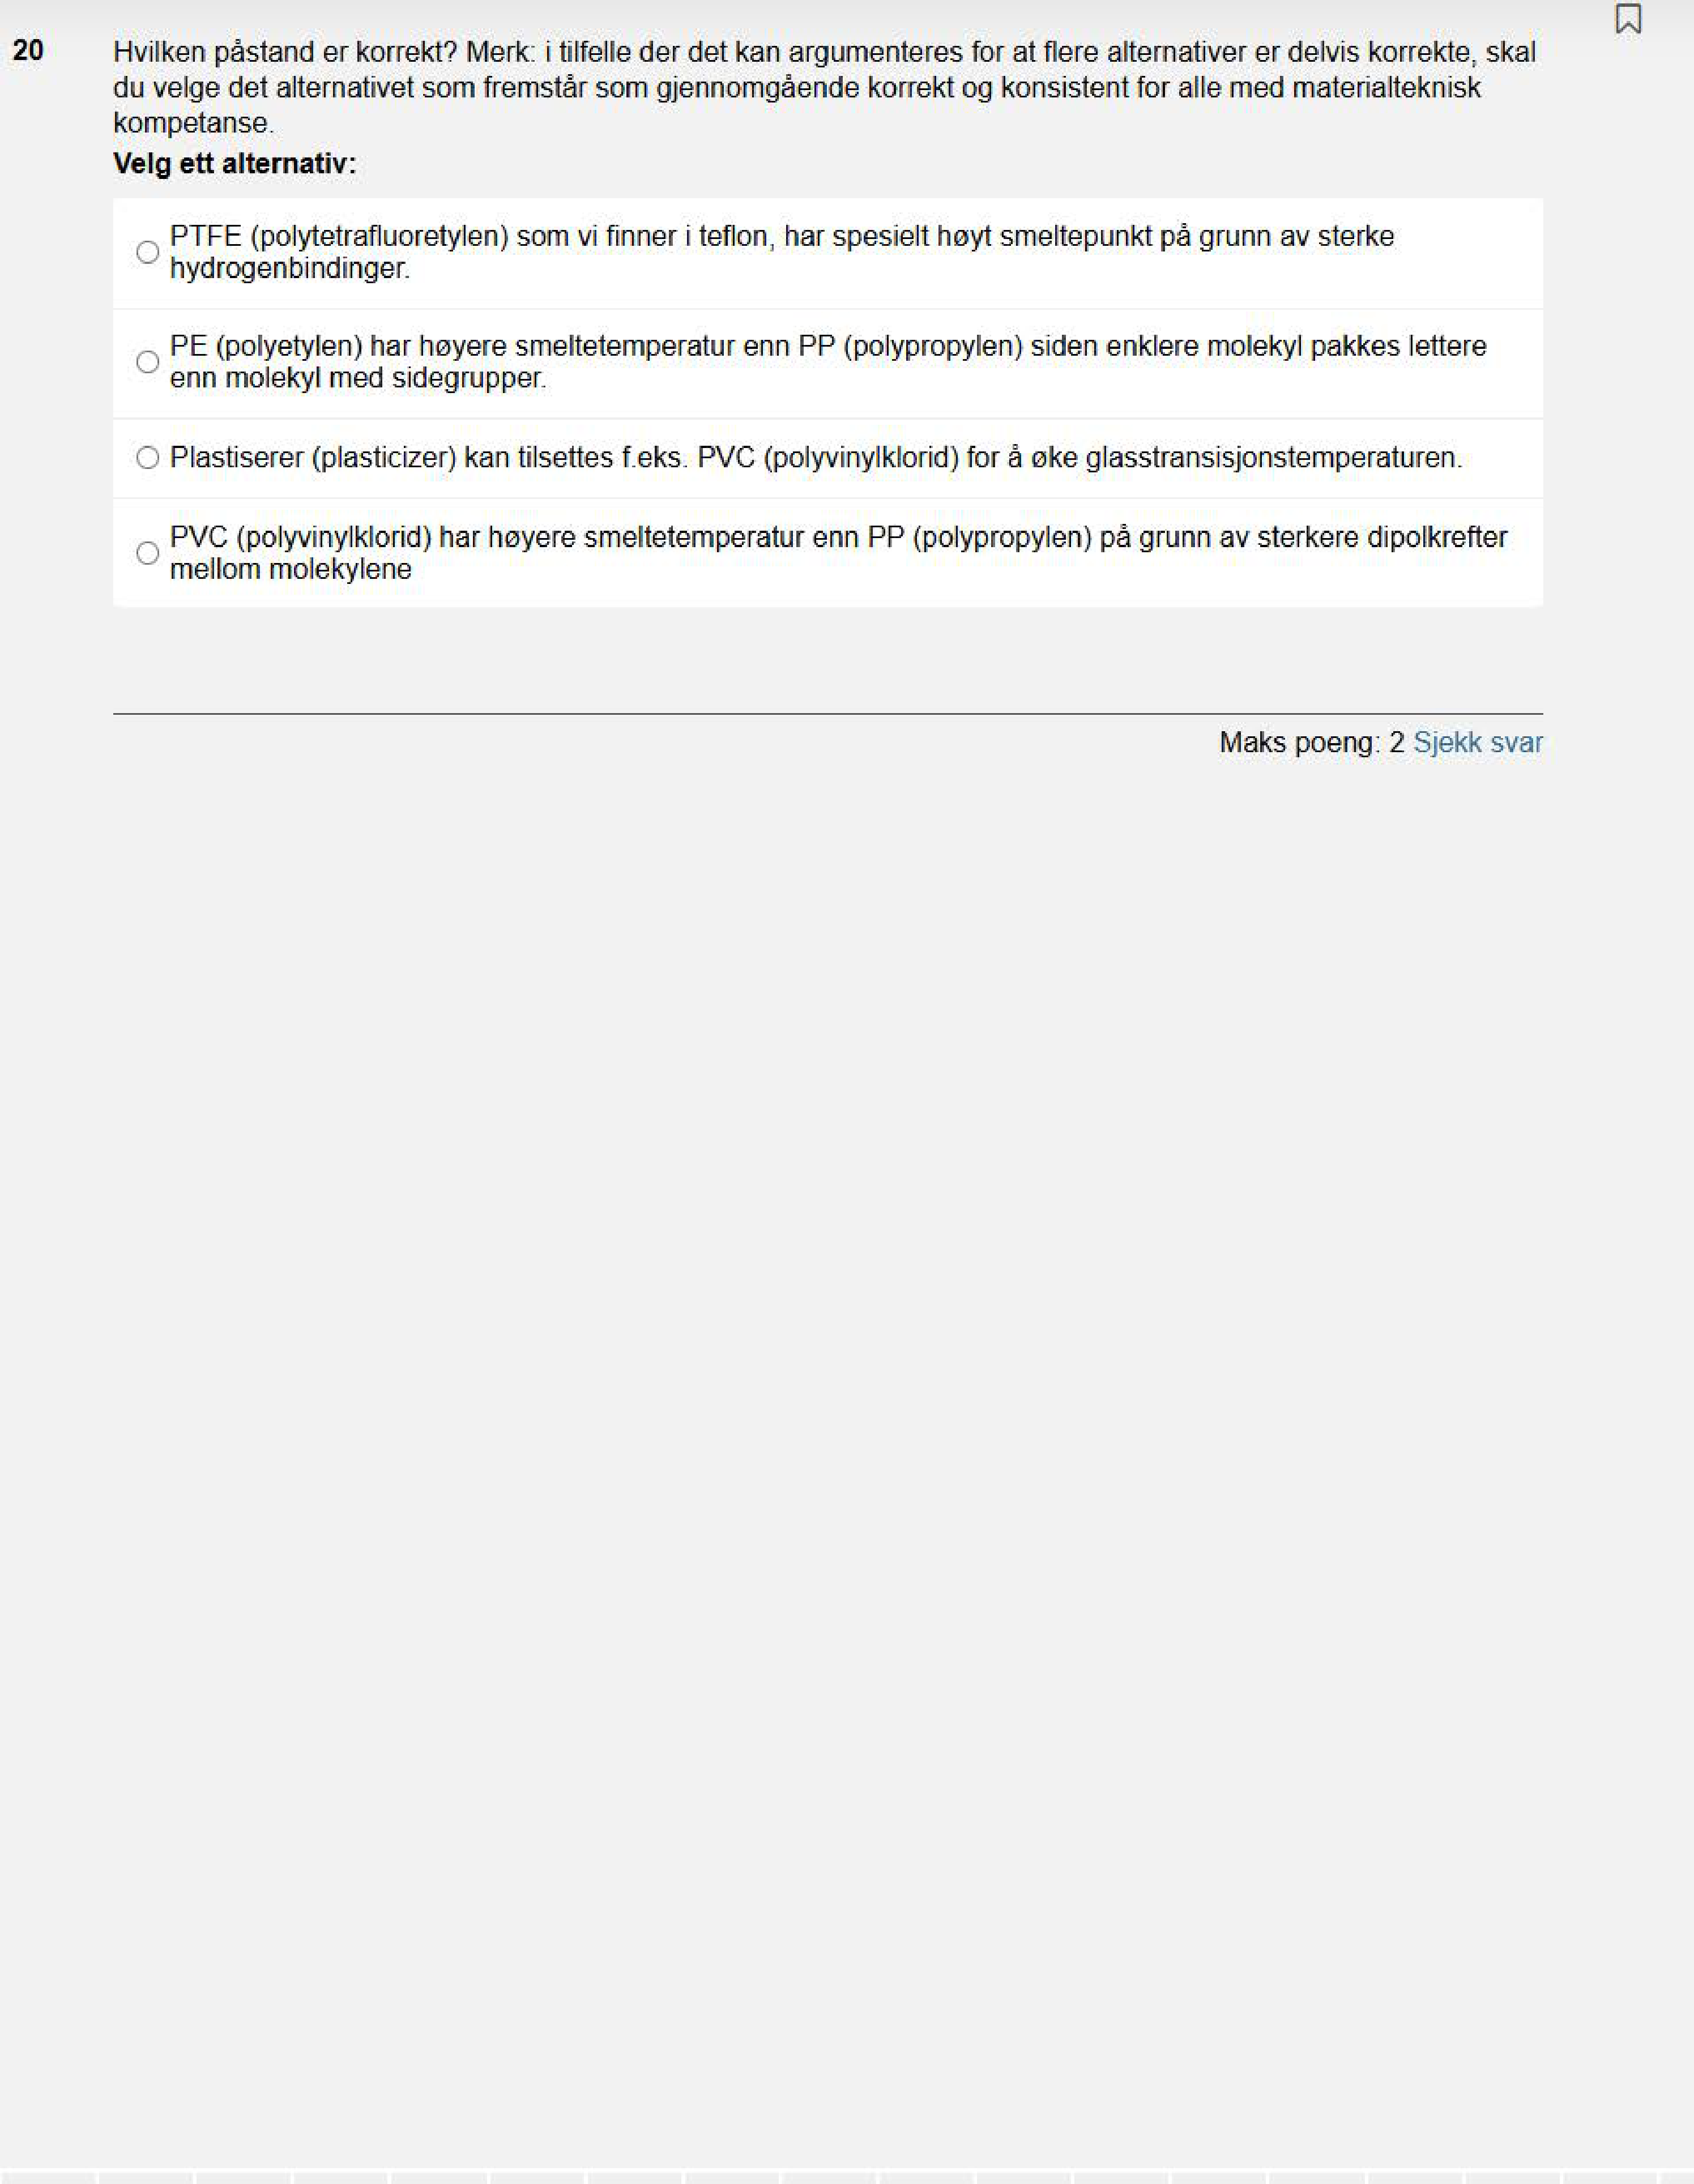 20
Hvilken påstand er korrekt? Merk: i tilfelle der det kan argumenteres for at flere alternativer er delvis korrekte, skal
du velge det alternativet som fremstår som gjennomgående korrekt og konsistent for alle med materialteknisk
kompetanse.
Velg ett alternativ:
PTFE (polytetrafluoretylen) som vi finner i teflon, har spesielt høyt smeltepunkt på grunn av sterke
hydrogenbindinger.
PE (polyetylen) har høyere smeltetemperatur enn PP (polypropylen) siden enklere molekyl pakkes lettere
enn molekyl med sidegrupper.
Plastiserer (plasticizer) kan tilsettes f.eks. PVC (polyvinylklorid) for å øke glasstransisjonstemperaturen.
PVC (polyvinylklorid) har høyere smeltetemperatur enn PP (polypropylen) på grunn av sterkere dipolkrefter
mellom molekylene
Maks poeng: 2 Sjekk svar